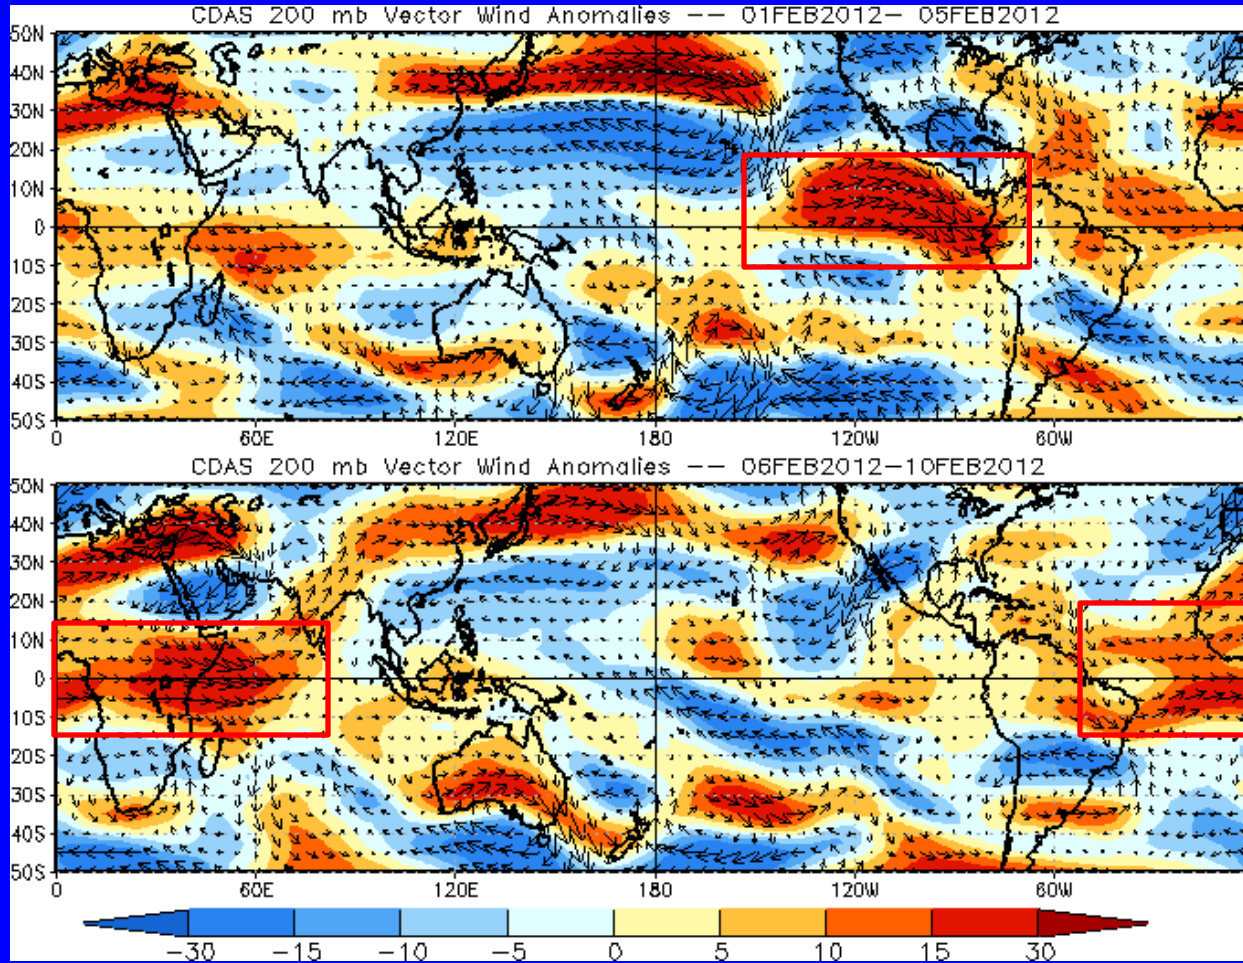 CDAS 200 mb Vector Wind Anomalies -- 01FEB2012- 05FEB2012
50N
40N
30N
20N
10N
0
10S
20S
30S
40S
50S
0 60E 120E 180 120W 60W
CDAS 200 mb Vector Wind Anomalies -- 06FEB2012-10FEB2012
50N
40N
30N
20N
10N
0
10S
20S
30S
40S
50S
0 60E 120E 180 120W 60W
-30 -15 -10 -5 0 5 10 15 30